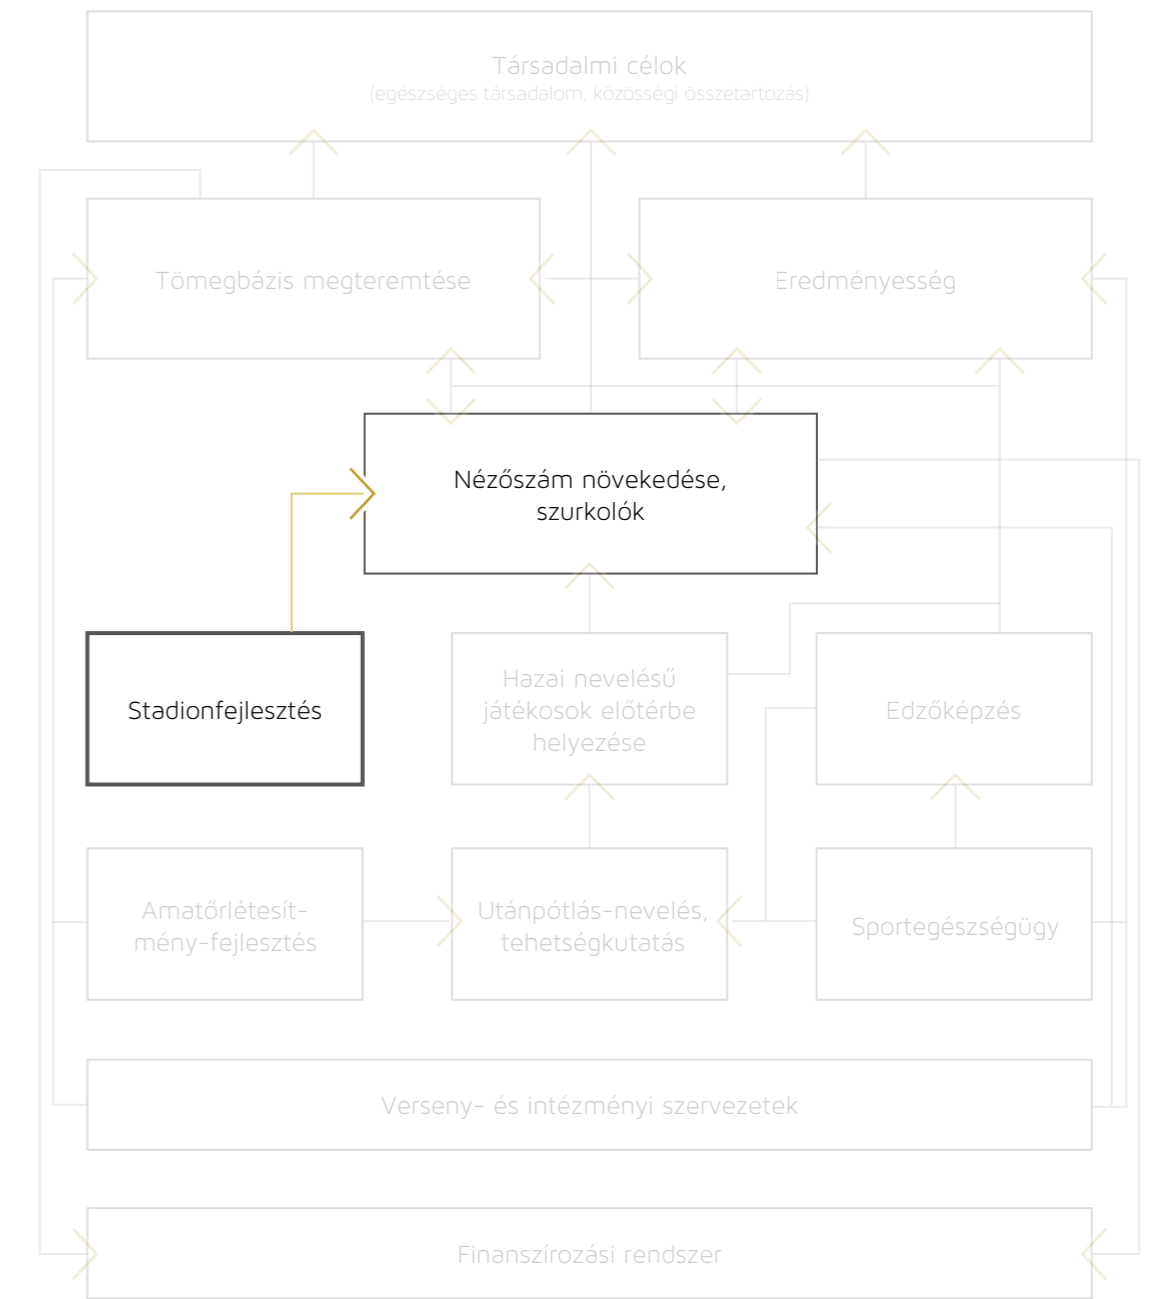 Társadalmi célok
(egészséges társadalom, közösségi összetartozás)
Tömegbázis megteremtése
Eredményesség
Nézőszám növekedése,
szurkolók
Stadionfejlesztés
Hazai nevelésű
játékosok előtérbe
helyezése
Edzőképzés
Amatőrlétesít-
mény-fejlesztés
Utánpótlás-nevelés,
tehetségkutatás
Sportegészségügy
Verseny- és intézményi szervezetek
Finanszírozási rendszer